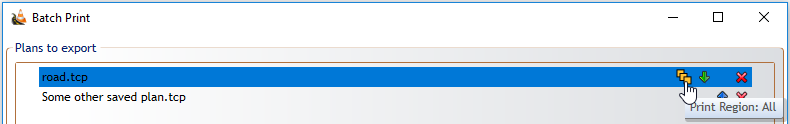 Batch Print
Plans to export
road.tcp
Some other saved plan.tcp
Print Region: All